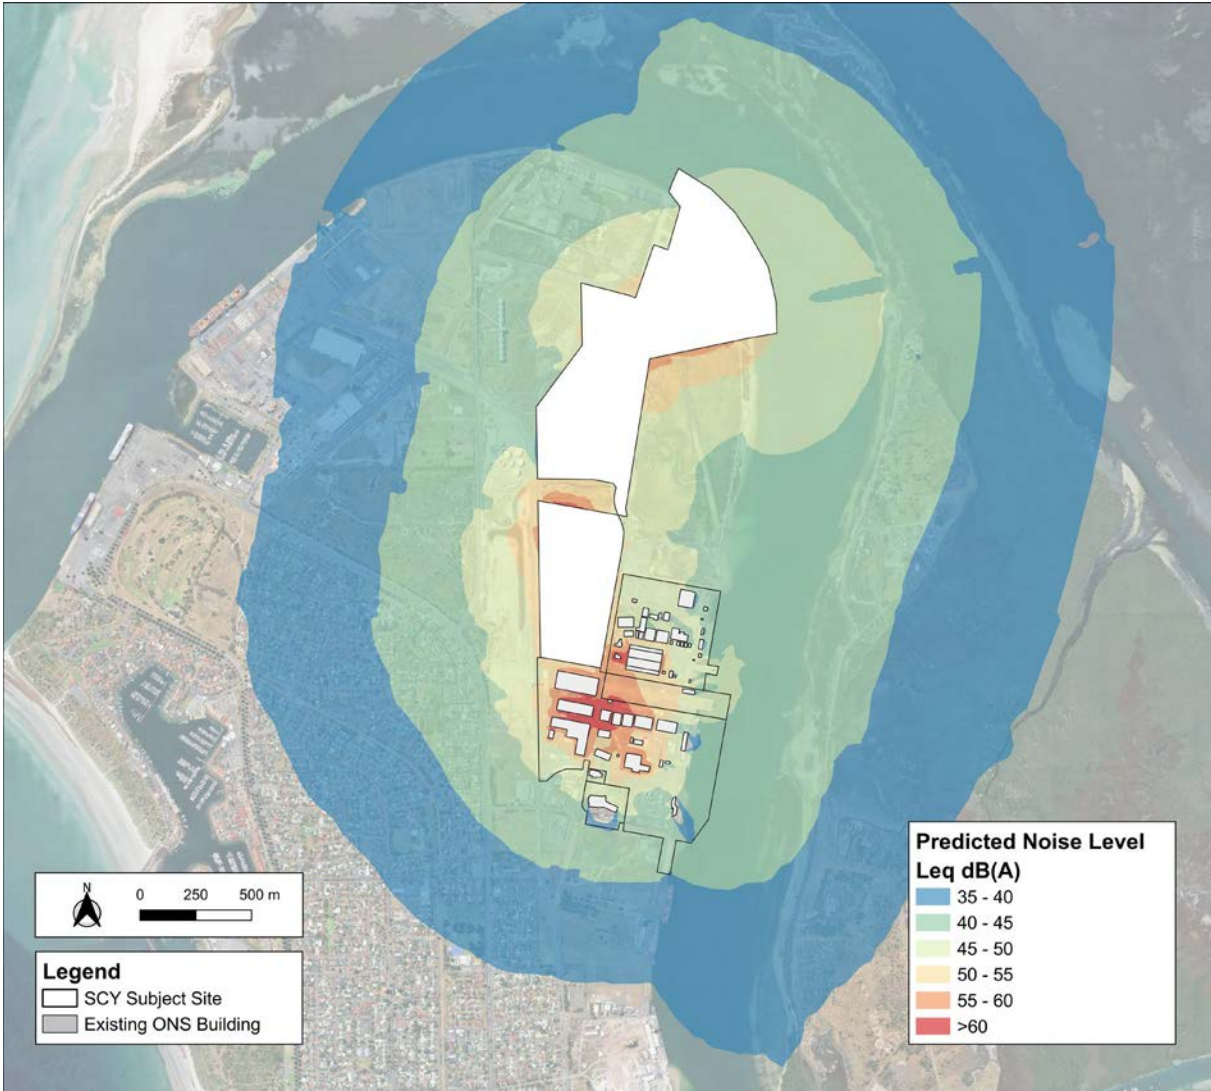 N
0 250 500 m
Legend
SCY Subject Site
Existing ONS Building
Predicted Noise Level
Leq dB(A)
35 - 40
40 - 45
45 - 50
50 - 55
55 - 60
>60